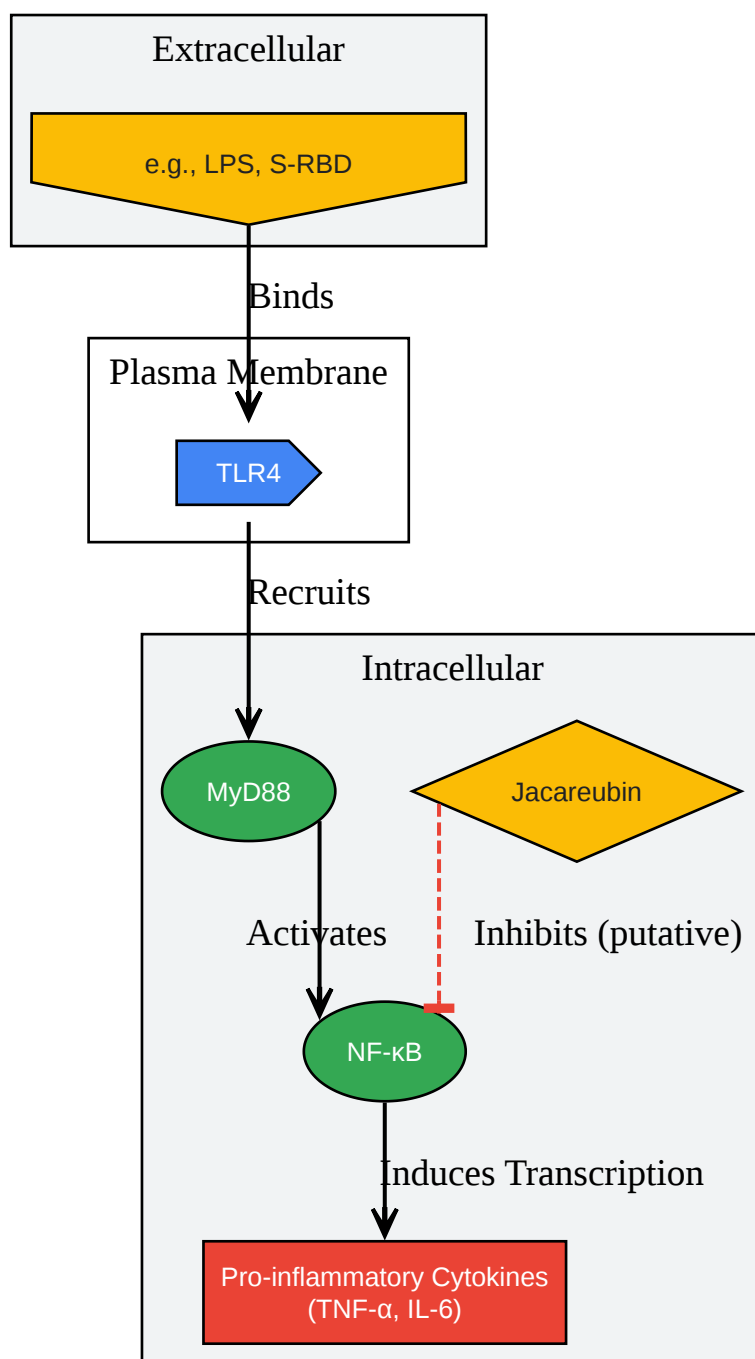 Extracellular
e.g., LPS, S-RBD
Binds
Plasma Membrane
TLR4
Recruits
Intracellular
MyD88
Jacareubin
Activates
Inhibits (putative)
NF-κB
Induces Transcription
Pro-inflammatory Cytokines
(TNF-α, IL-6)